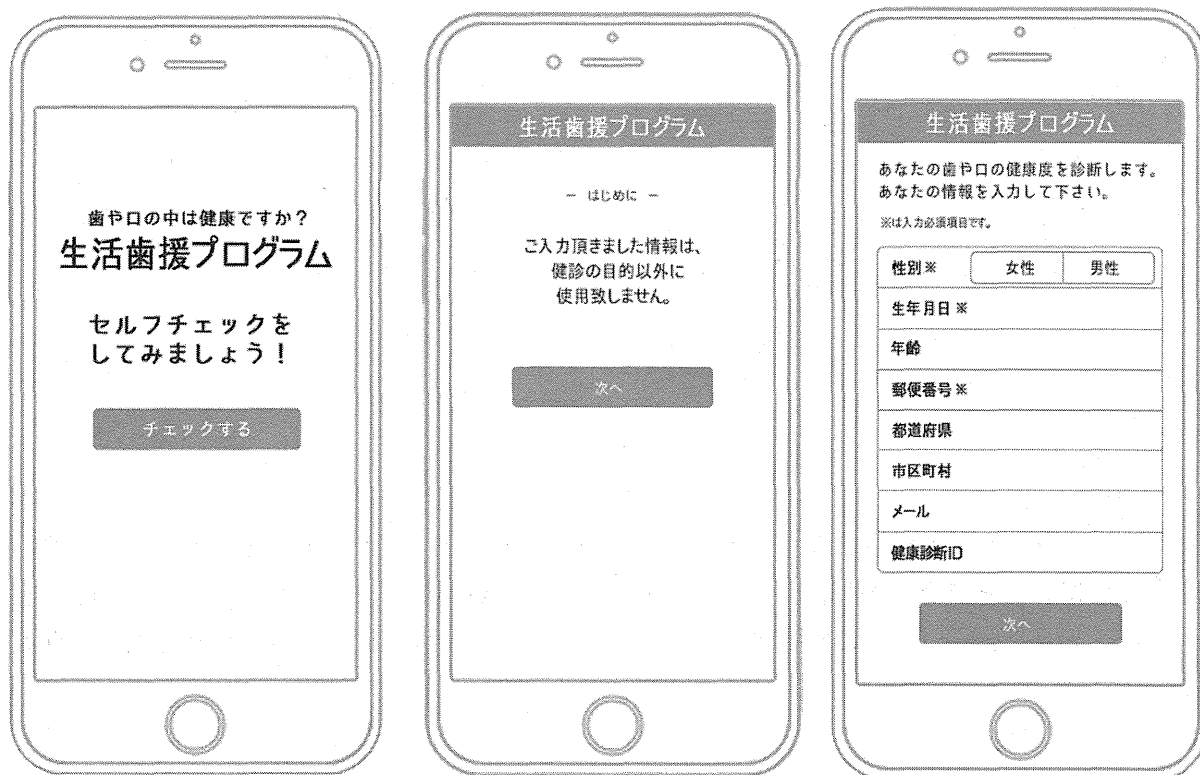 歯や口の中は健康ですか？
生活歯援プログラム
セルフチェックを
してみましょう！
チェックする
生活歯援プログラム
－ はじめに －
ご入力頂きました情報は、
健診の目的以外に
使用致しません。
次へ
生活歯援プログラム
あなたの歯や口の健康度を診断します。
あなたの情報を入力して下さい。
※は入力必須項目です。
性別※ 女性 男性
生年月日※
年齢
郵便番号※
都道府県
市区町村
メール
健康診断ID
次へ